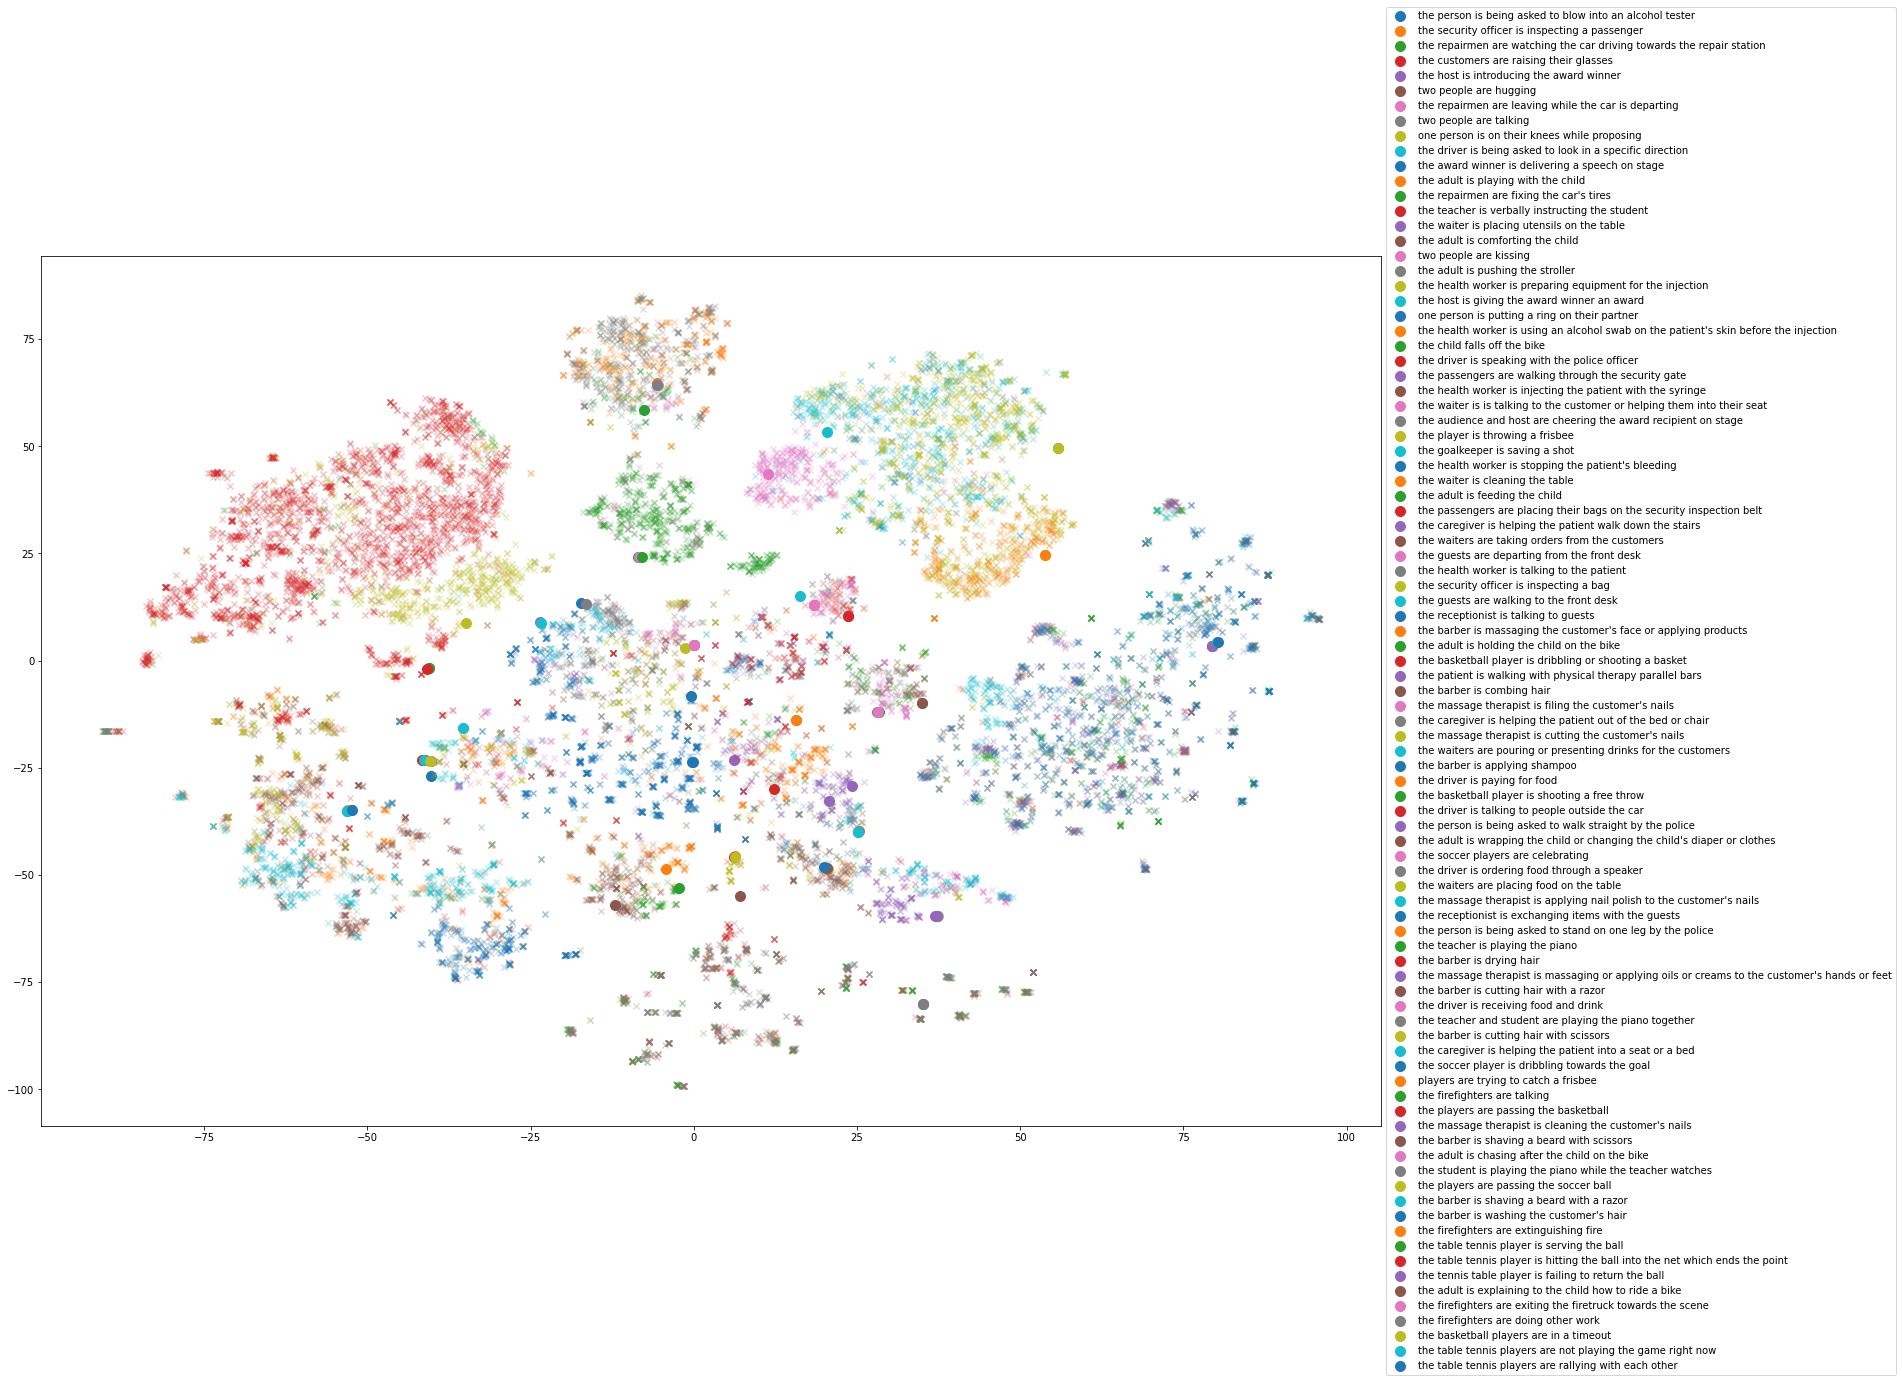 the person is being asked to blow into an alcohol tester
the security officer is inspecting a passenger
the repairmen are watching the car driving towards the repair station
the customers are raising their glasses
the host is introducing the award winner
two people are hugging
the repairmen are leaving while the car is departing
two people are talking
one person is on their knees while proposing
the driver is being asked to look in a specific direction
the award winner is delivering a speech on stage
the adult is playing with the child
the repairmen are fixing the car's tires
the teacher is verbally instructing the student
the waiter is placing utensils on the table
the adult is comforting the child
two people are kissing
the adult is pushing the stroller
the health worker is preparing equipment for the injection
the host is giving the award winner an award
one person is putting a ring on their partner
the health worker is using an alcohol swab on the patient's skin before the injection
the child falls off the bike
the driver is speaking with the police officer
the passengers are walking through the security gate
the health worker is injecting the patient with the syringe
the waiter is is talking to the customer or helping them into their seat
the audience and host are cheering the award recipient on stage
the player is throwing a frisbee
the goalkeeper is saving a shot
the health worker is stopping the patient's bleeding
the waiter is cleaning the table
the adult is feeding the child
the passengers are placing their bags on the security inspection belt
the caregiver is helping the patient walk down the stairs
the waiters are taking orders from the customers
the guests are departing from the front desk
the health worker is talking to the patient
the security officer is inspecting a bag
the guests are walking to the front desk
the receptionist is talking to guests
the barber is massaging the customer's face or applying products
the adult is holding the child on the bike
the basketball player is dribbling or shooting a basket
the patient is walking with physical therapy parallel bars
the barber is combing hair
the massage therapist is filing the customer's nails
the caregiver is helping the patient out of the bed or chair
the massage therapist is cutting the customer's nails
the waiters are pouring or presenting drinks for the customers
the barber is applying shampoo
the driver is paying for food
the basketball player is shooting a free throw
the driver is talking to people outside the car
the person is being asked to walk straight by the police
the adult is wrapping the child or changing the child's diaper or clothes
the soccer players are celebrating
the driver is ordering food through a speaker
the waiters are placing food on the table
the massage therapist is applying nail polish to the customer's nails
the receptionist is exchanging items with the guests
the person is being asked to stand on one leg by the police
the teacher is playing the piano
the barber is drying hair
the massage therapist is massaging or applying oils or creams to the customer's hands or feet
the barber is cutting hair with a razor
the driver is receiving food and drink
the teacher and student are playing the piano together
the barber is cutting hair with scissors
the caregiver is helping the patient into a seat or a bed
the soccer player is dribbling towards the goal
players are trying to catch a frisbee
the firefighters are talking
the players are passing the basketball
the massage therapist is cleaning the customer's nails
the barber is shaving a beard with scissors
the adult is chasing after the child on the bike
the student is playing the piano while the teacher watches
the players are passing the soccer ball
the barber is shaving a beard with a razor
the barber is washing the customer's hair
the firefighters are extinguishing fire
the table tennis player is serving the ball
the table tennis player is hitting the ball into the net which ends the point
the tennis table player is failing to return the ball
the adult is explaining to the child how to ride a bike
the firefighters are exiting the firetruck towards the scene
the firefighters are doing other work
the basketball players are in a timeout
the table tennis players are not playing the game right now
the table tennis players are rallying with each other
75
50
25
0
−25
−50
−75
−100
−75
−50
−25
0
25
50
75
100